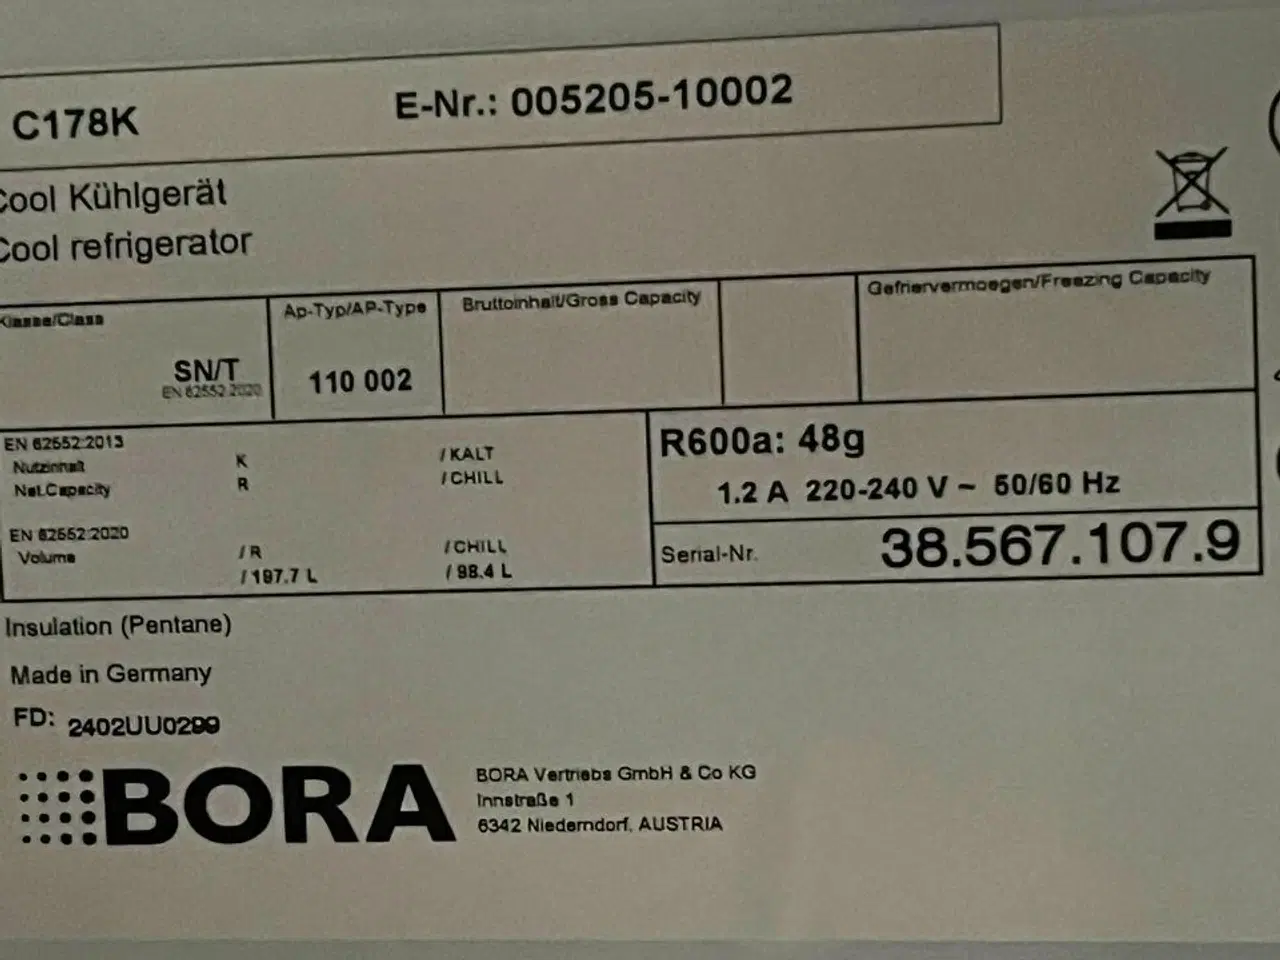 C178K E-Nr.: 005205-10002
Cool Kühlgerät
Cool refrigerator
Klasse/Class Ap-Typ/AP-Type Bruttoinhalt/Gross Capacity Gefriervermoegen/Freezing Capacity
SN/T 110 002
EN 62552:2020
EN 62552:2013
Nutzinhalt K / KALT
Net.Capacity R / CHILL
R600a: 48g
1.2 A 220-240 V ~ 50/60 Hz
EN 62552:2020
Volume / R / CHILL
/ 197.7 L / 98.4 L
Serial-Nr. 38.567.107.9
Insulation (Pentane)
Made in Germany
FD: 2402UU0299
BORA
BORA Vertriebs GmbH & Co KG
Innstraße 1
6342 Niederndorf, AUSTRIA